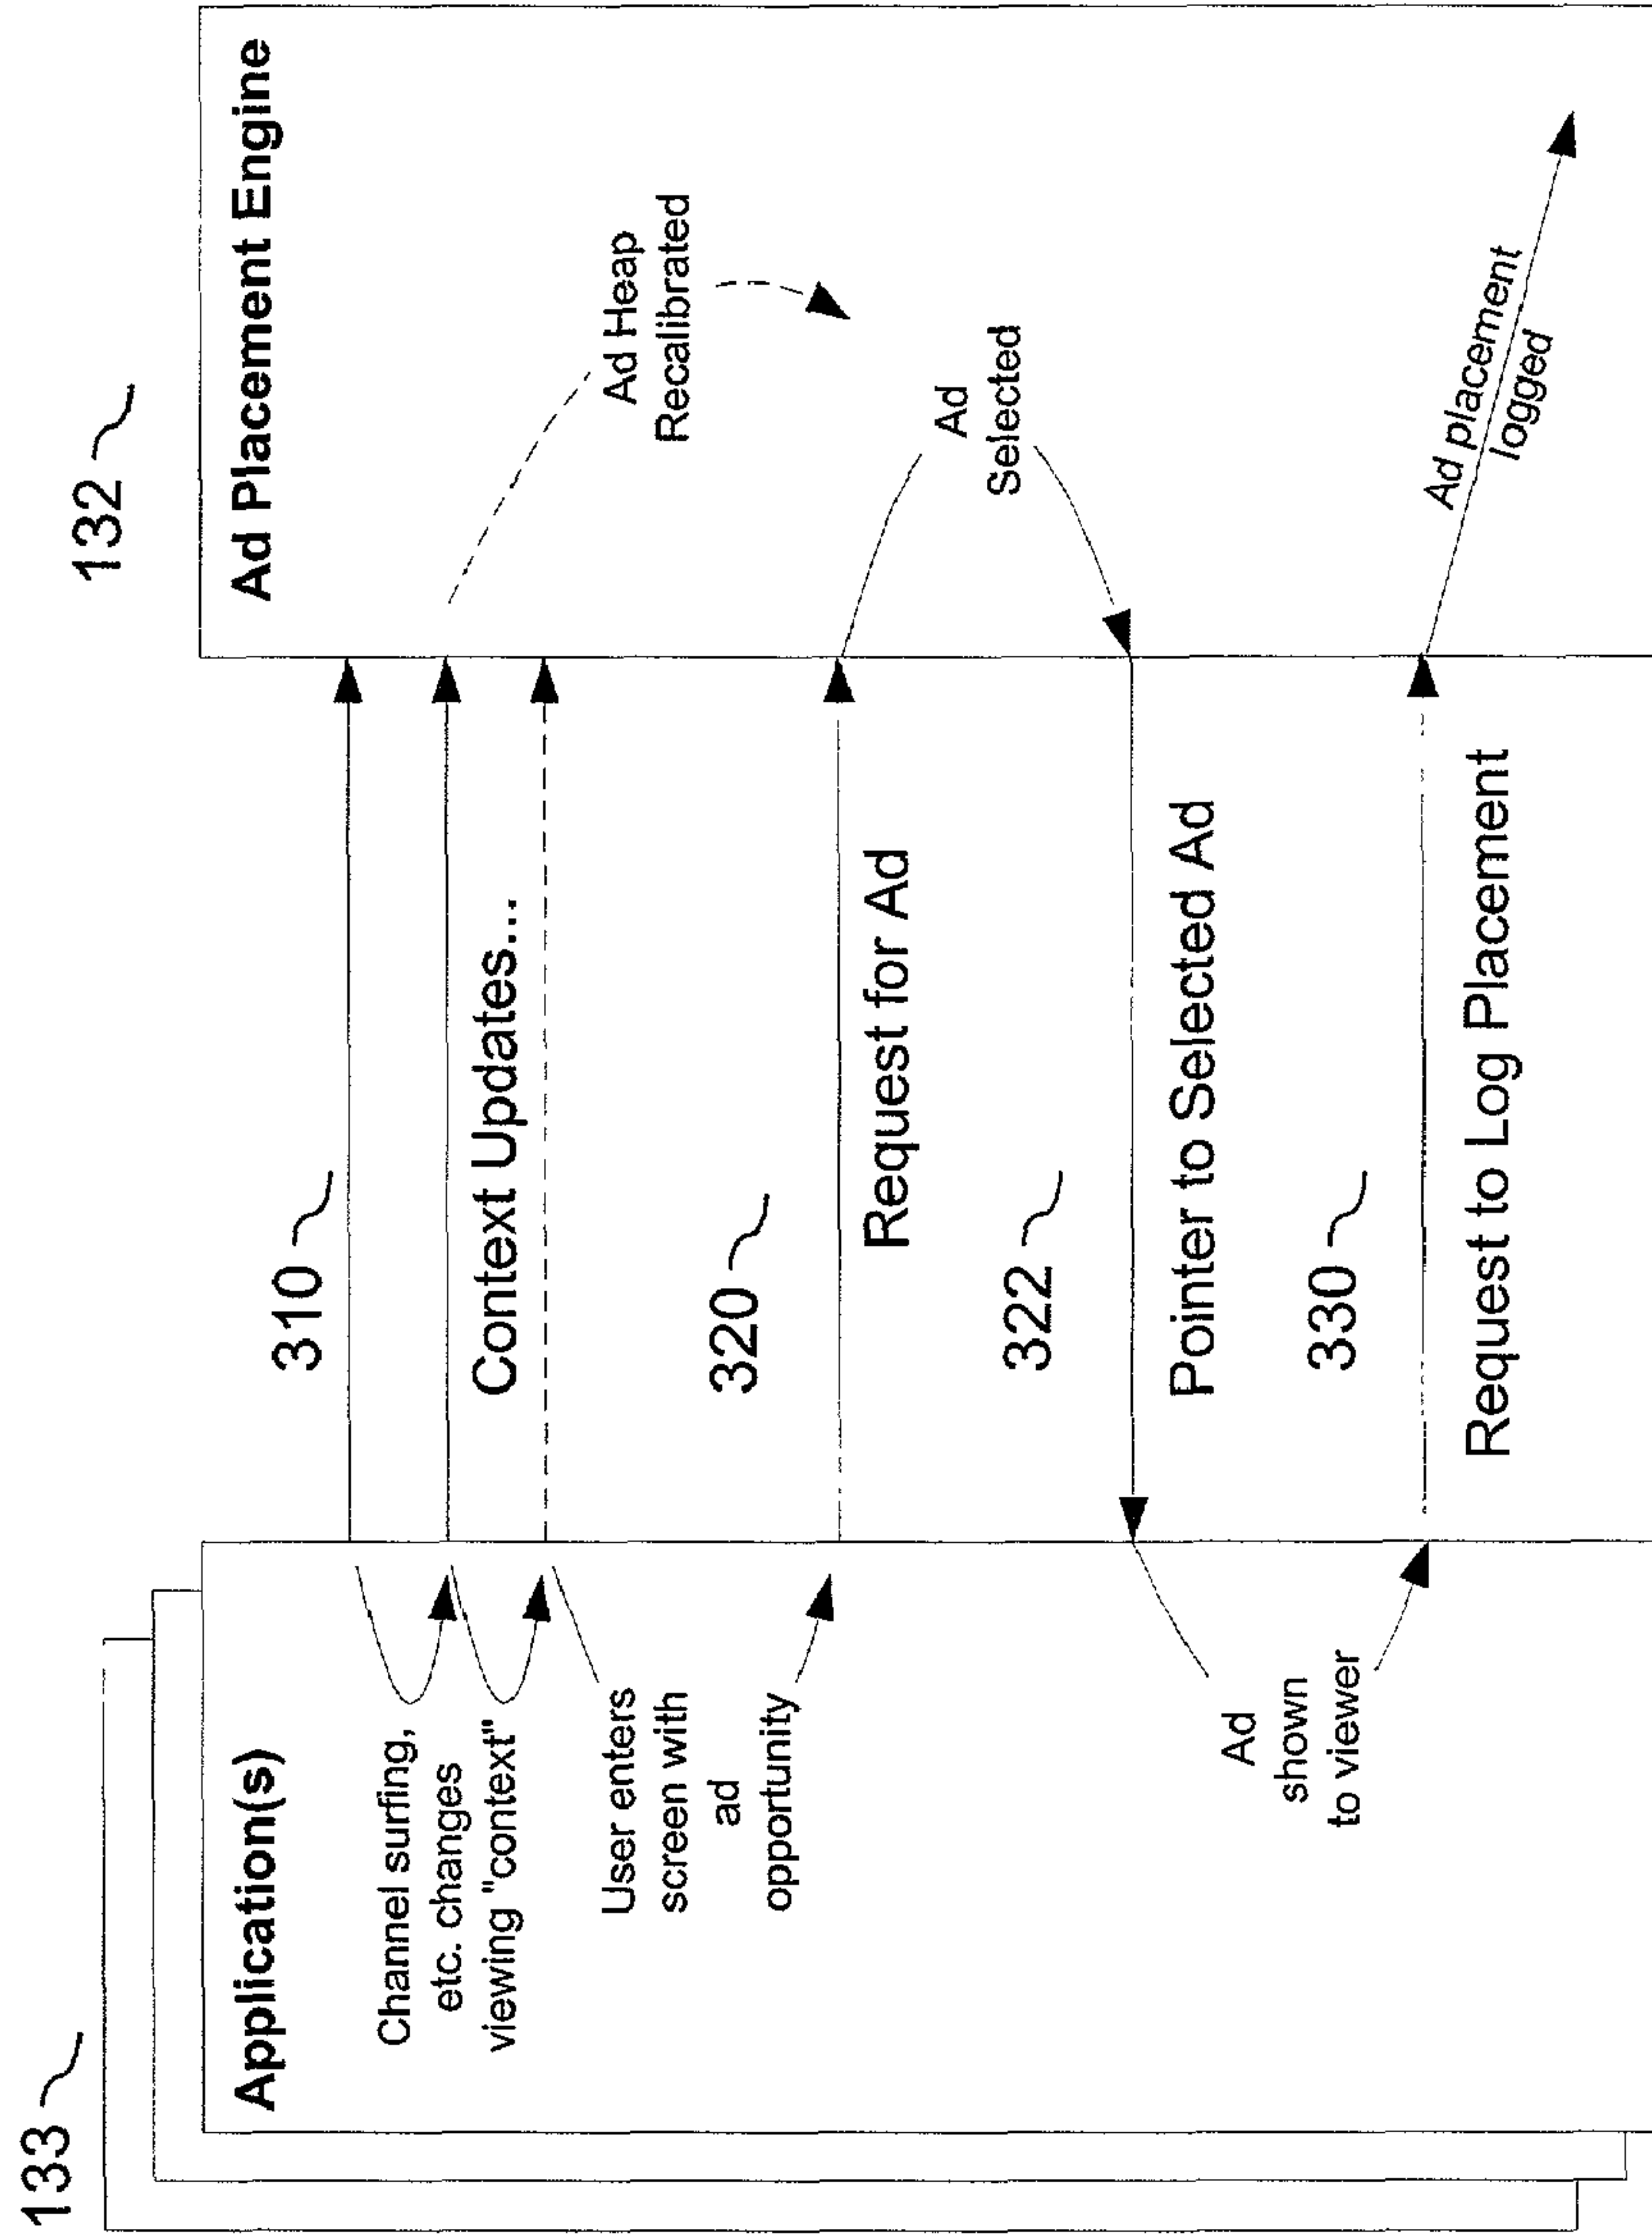 133
132
Application(s)
Ad Placement Engine
310
Channel surfing,
etc. changes
viewing "context"
Context Updates...
Ad Heap
Recalibrated
User enters
screen with
ad
opportunity
320
Request for Ad
Ad
Selected
322
Pointer to Selected Ad
Ad
shown
to viewer
330
Request to Log Placement
Ad placement
logged